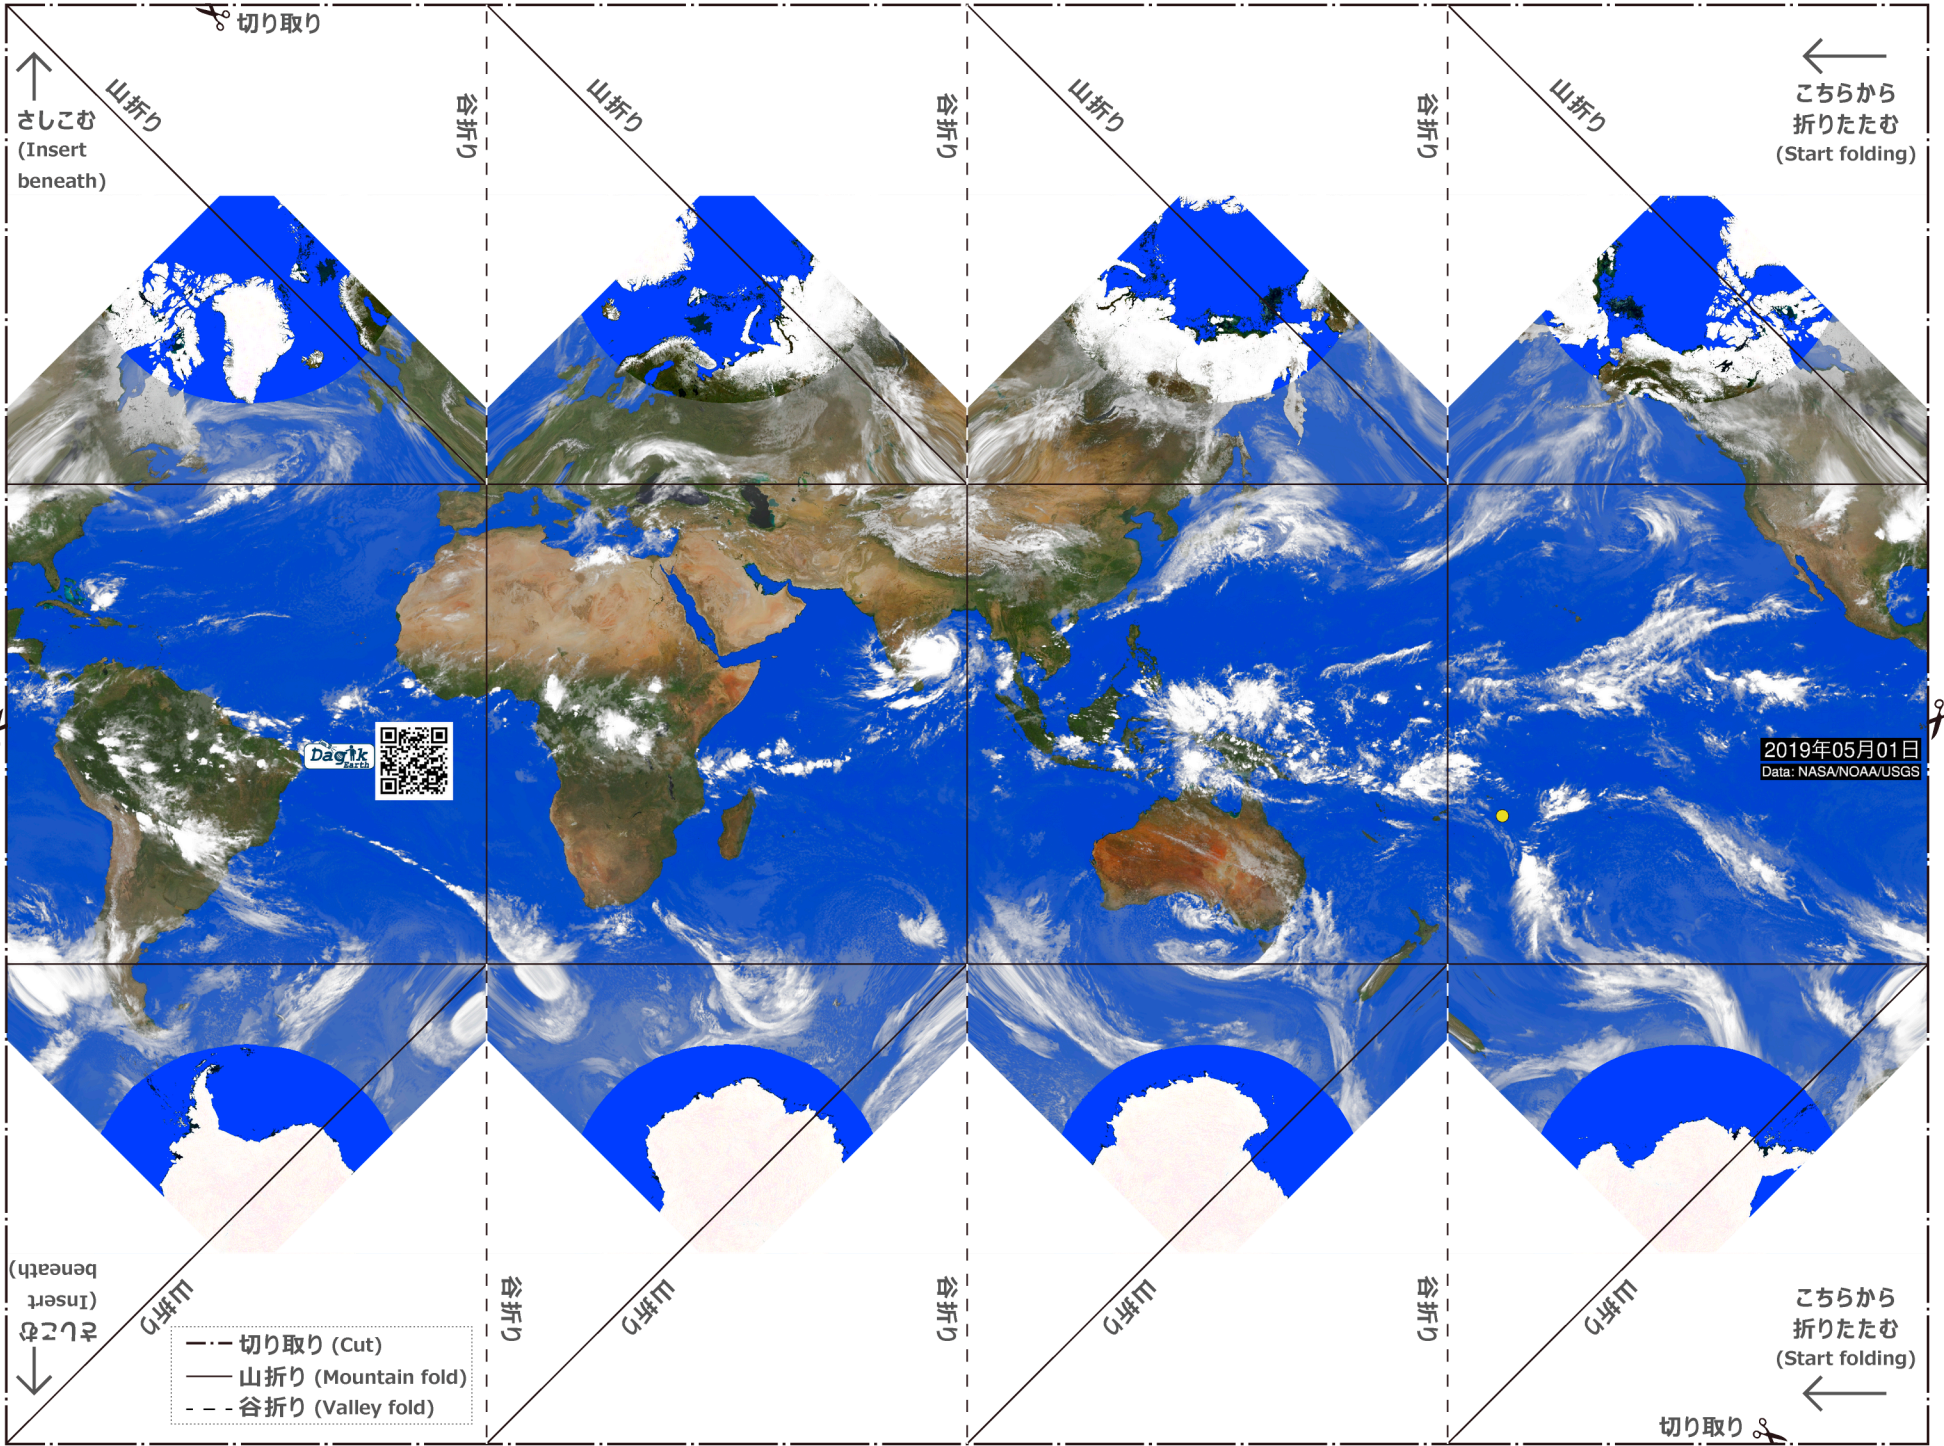 切り取り
山折り
谷折り
山折り
谷折り
山折り
谷折り
山折り
さしこむ
(Insert
beneath)
こちらから
折りたたむ
(Start folding)
Dagik
Earth
2019年05月01日
Data: NASA/NOAA/USGS
さしこむ
(Insert
beneath)
山折り
谷折り
山折り
谷折り
山折り
谷折り
山折り
こちらから
折りたたむ
(Start folding)
切り取り (Cut)
山折り (Mountain fold)
谷折り (Valley fold)
切り取り